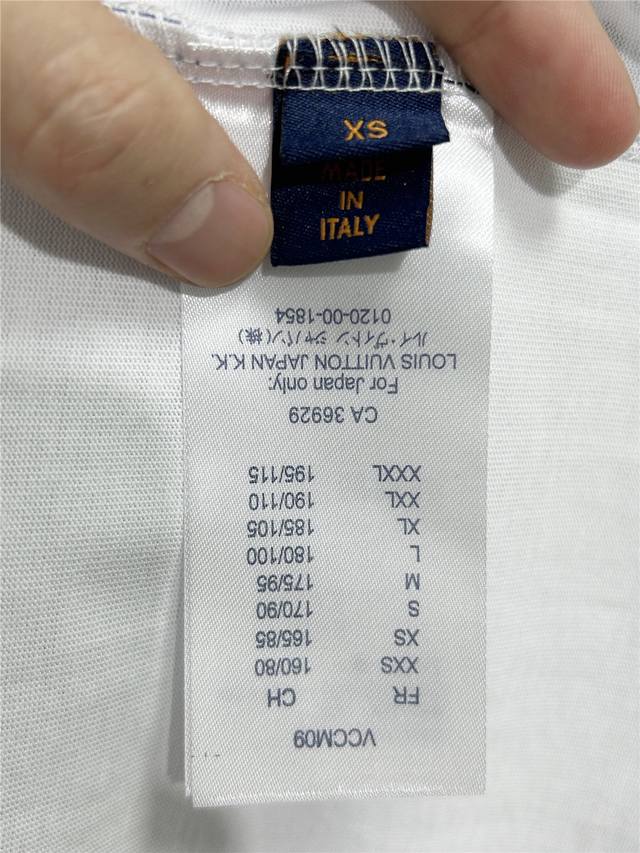 XS
MADE
IN
ITALY
VCCM09
FR CH
XXS 160/80
XS 165/85
S 170/90
M 175/95
L 180/100
XL 185/105
XXL 190/110
XXXL 195/115
CA 36929
For Japan only:
LOUIS VUITTON JAPAN K.K.
ルイ・ヴィトン ジャパン(株)
0120-00-1854